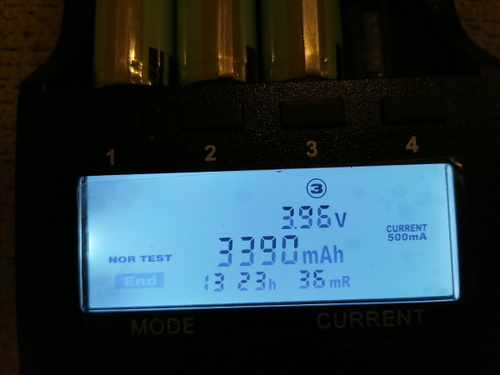 1 2 3 4
3
3.96V
CURRENT
500mA
3390mAh
NOR TEST
End
13 23h 36mR
MODE CURRENT